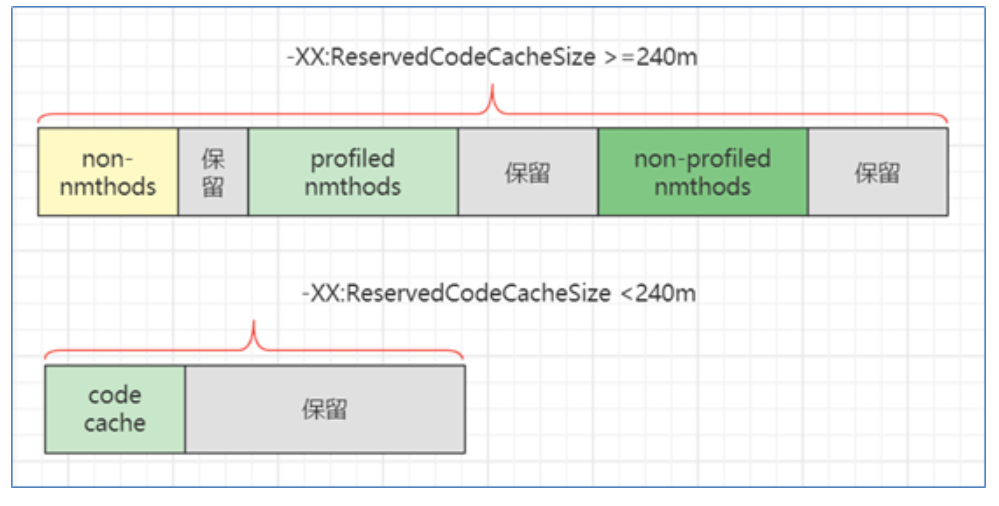 -XX:ReservedCodeCacheSize >=240m
non-
nmthods
保
留
profiled
nmthods
保留
non-profiled
nmthods
保留
-XX:ReservedCodeCacheSize <240m
code
cache
保留